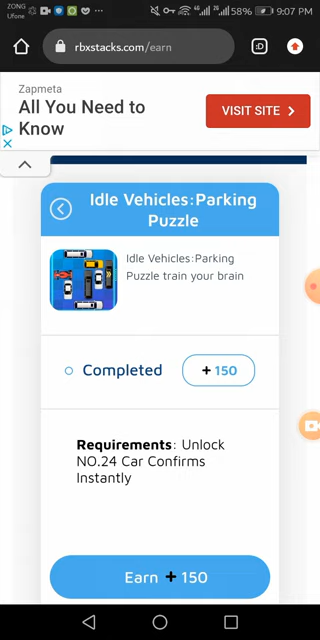 ZONG
Ufone
58% 9:07 PM
rbxstacks.com/earn
:D
Zapmeta
All You Need to
Know
VISIT SITE
Idle Vehicles:Parking
Puzzle
Idle Vehicles:Parking
Puzzle train your brain
Completed
+ 150
Requirements: Unlock
NO.24 Car Confirms
Instantly
Earn + 150